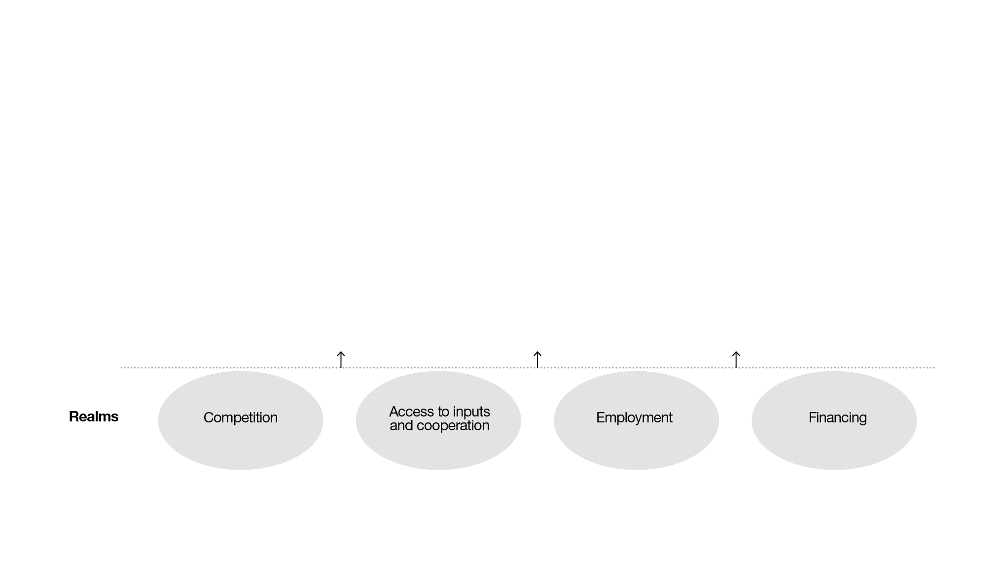 Realms
Competition
Access to inputs
and cooperation
Employment
Financing